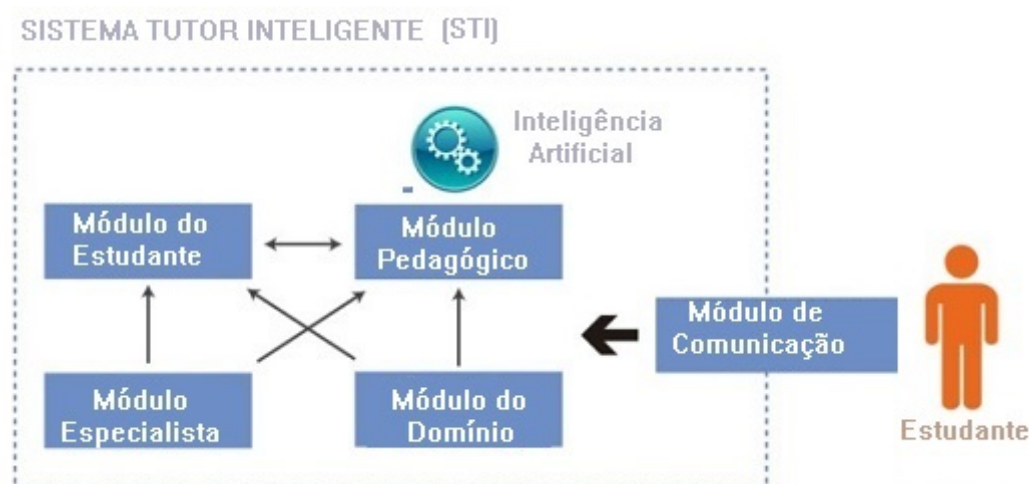 SISTEMA TUTOR INTELIGENTE (STI)
Inteligência
Artificial
Módulo do
Estudante
Módulo
Pedagógico
Módulo de
Comunicação
Módulo
Especialista
Módulo do
Domínio
Estudante